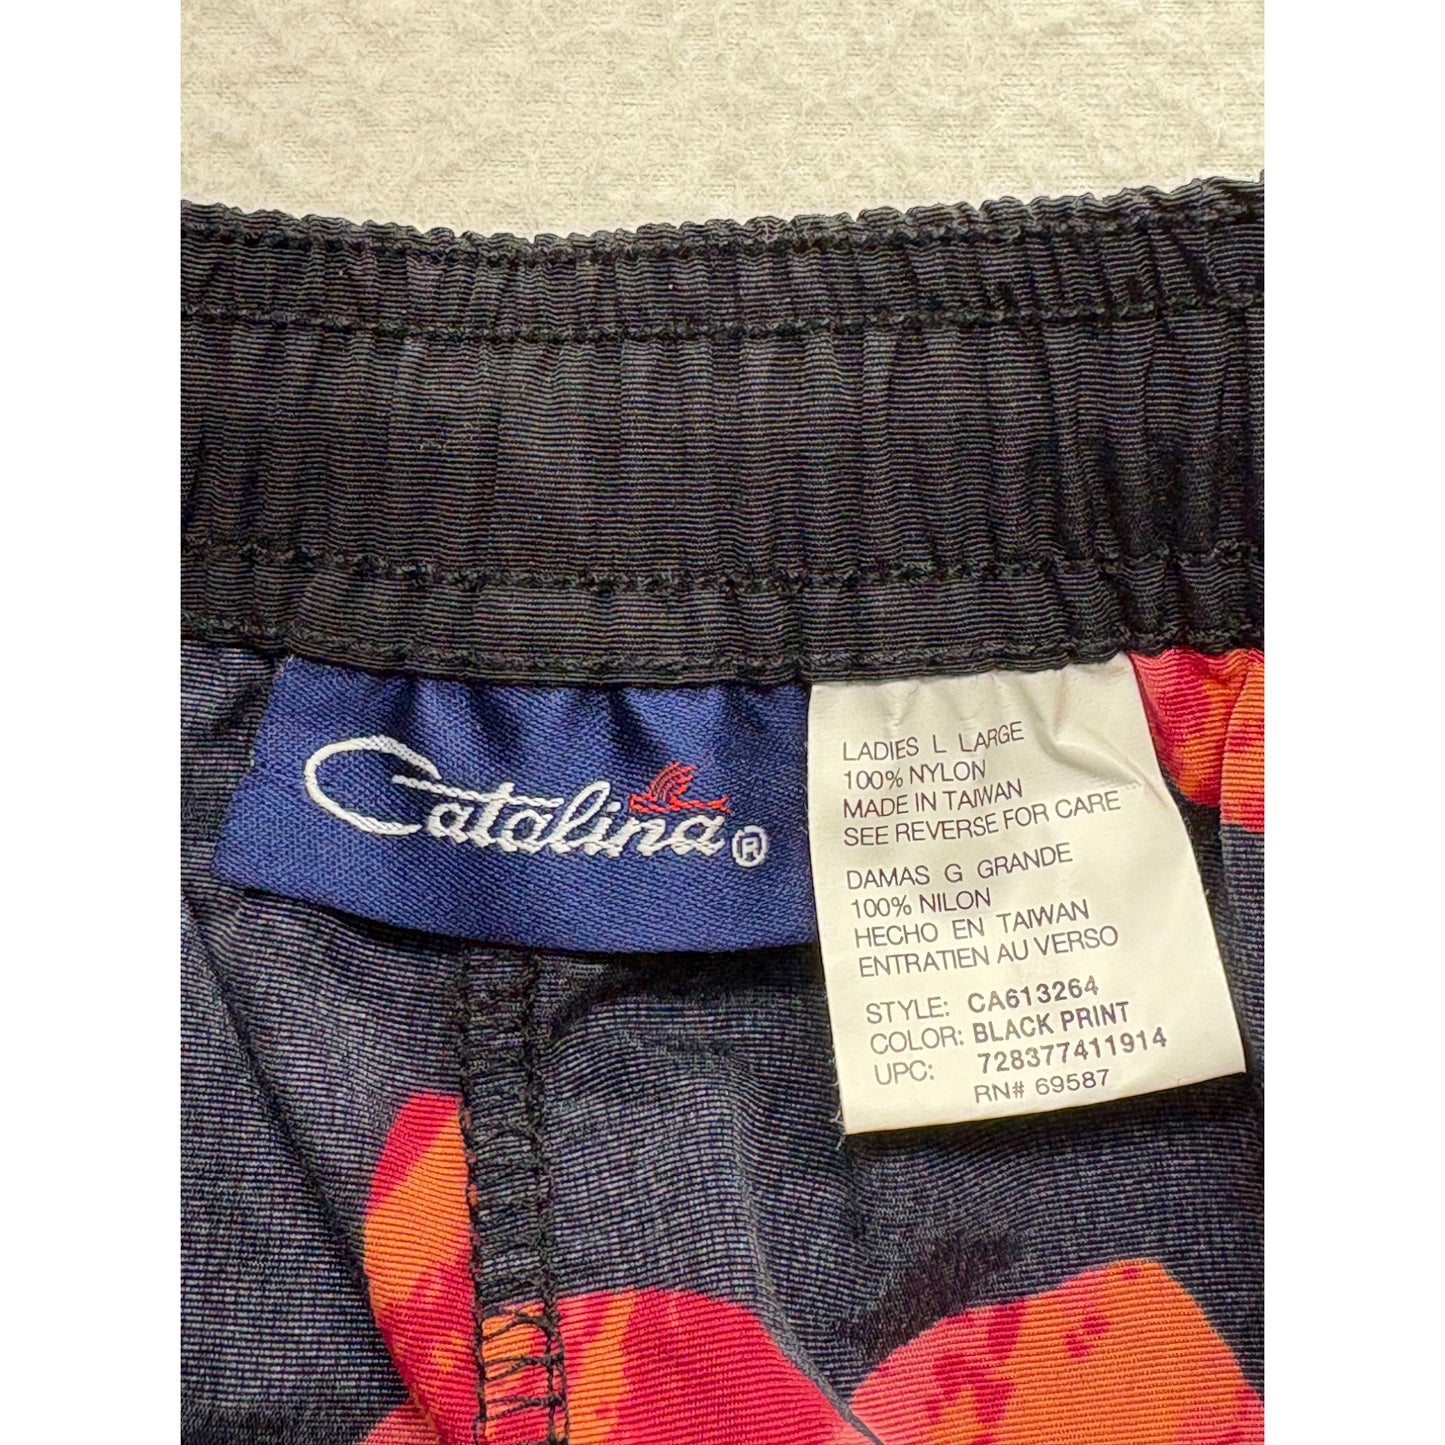 Catalina®
LADIES L LARGE
100% NYLON
MADE IN TAIWAN
SEE REVERSE FOR CARE
DAMAS G GRANDE
100% NILON
HECHO EN TAIWAN
ENTRATIEN AU VERSO
STYLE: CA613264
COLOR: BLACK PRINT
UPC: 728377411914
RN# 69587